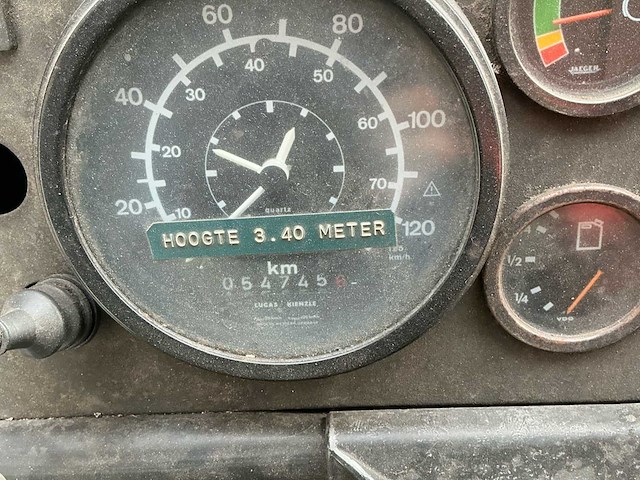 60 80
40 50
40 30 60 100
20 70
20 10 120
quartz
HOOGTE 3.40 METER
km
km/h
054745
LUCAS KIENZLE
JAEGER
1/2
1/4
VDO